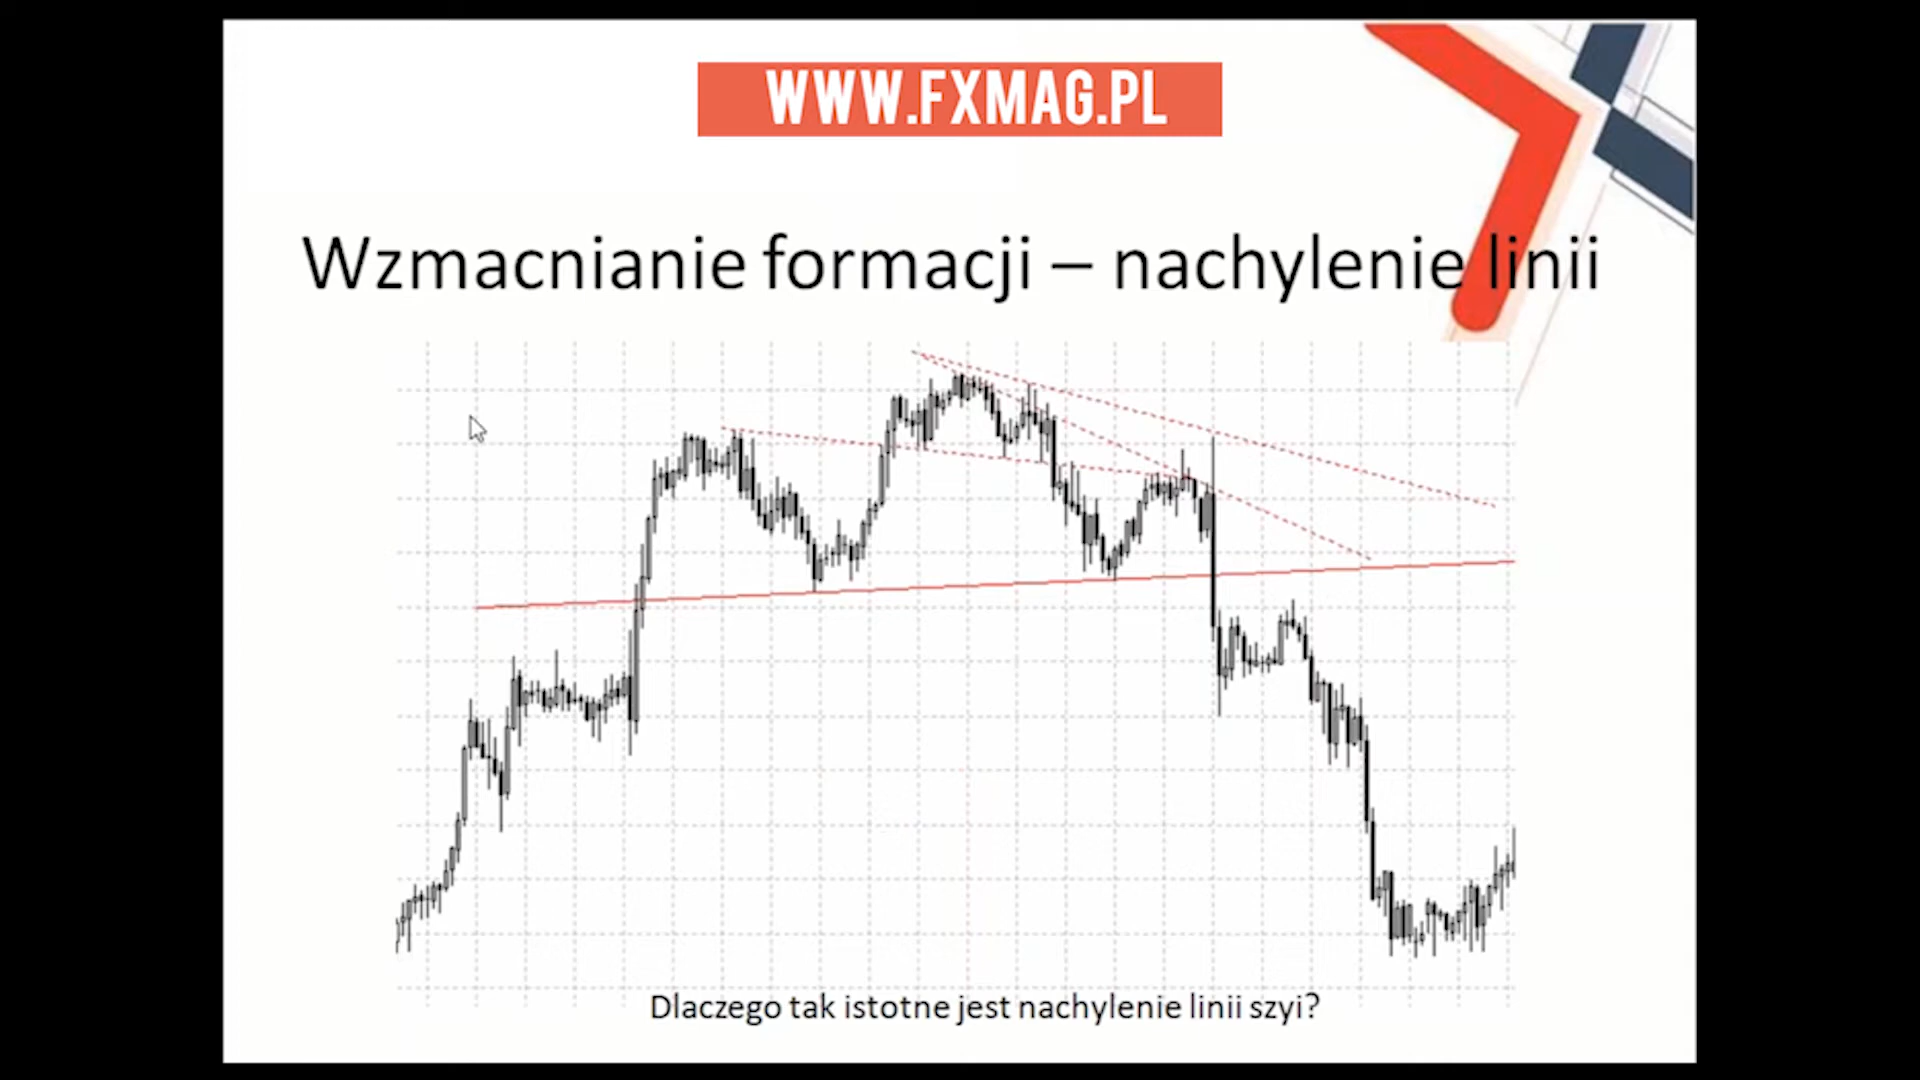 WWW.FXMAG.PL
Wzmacnianie formacji – nachylenie linii
Dlaczego tak istotne jest nachylenie linii szyi?